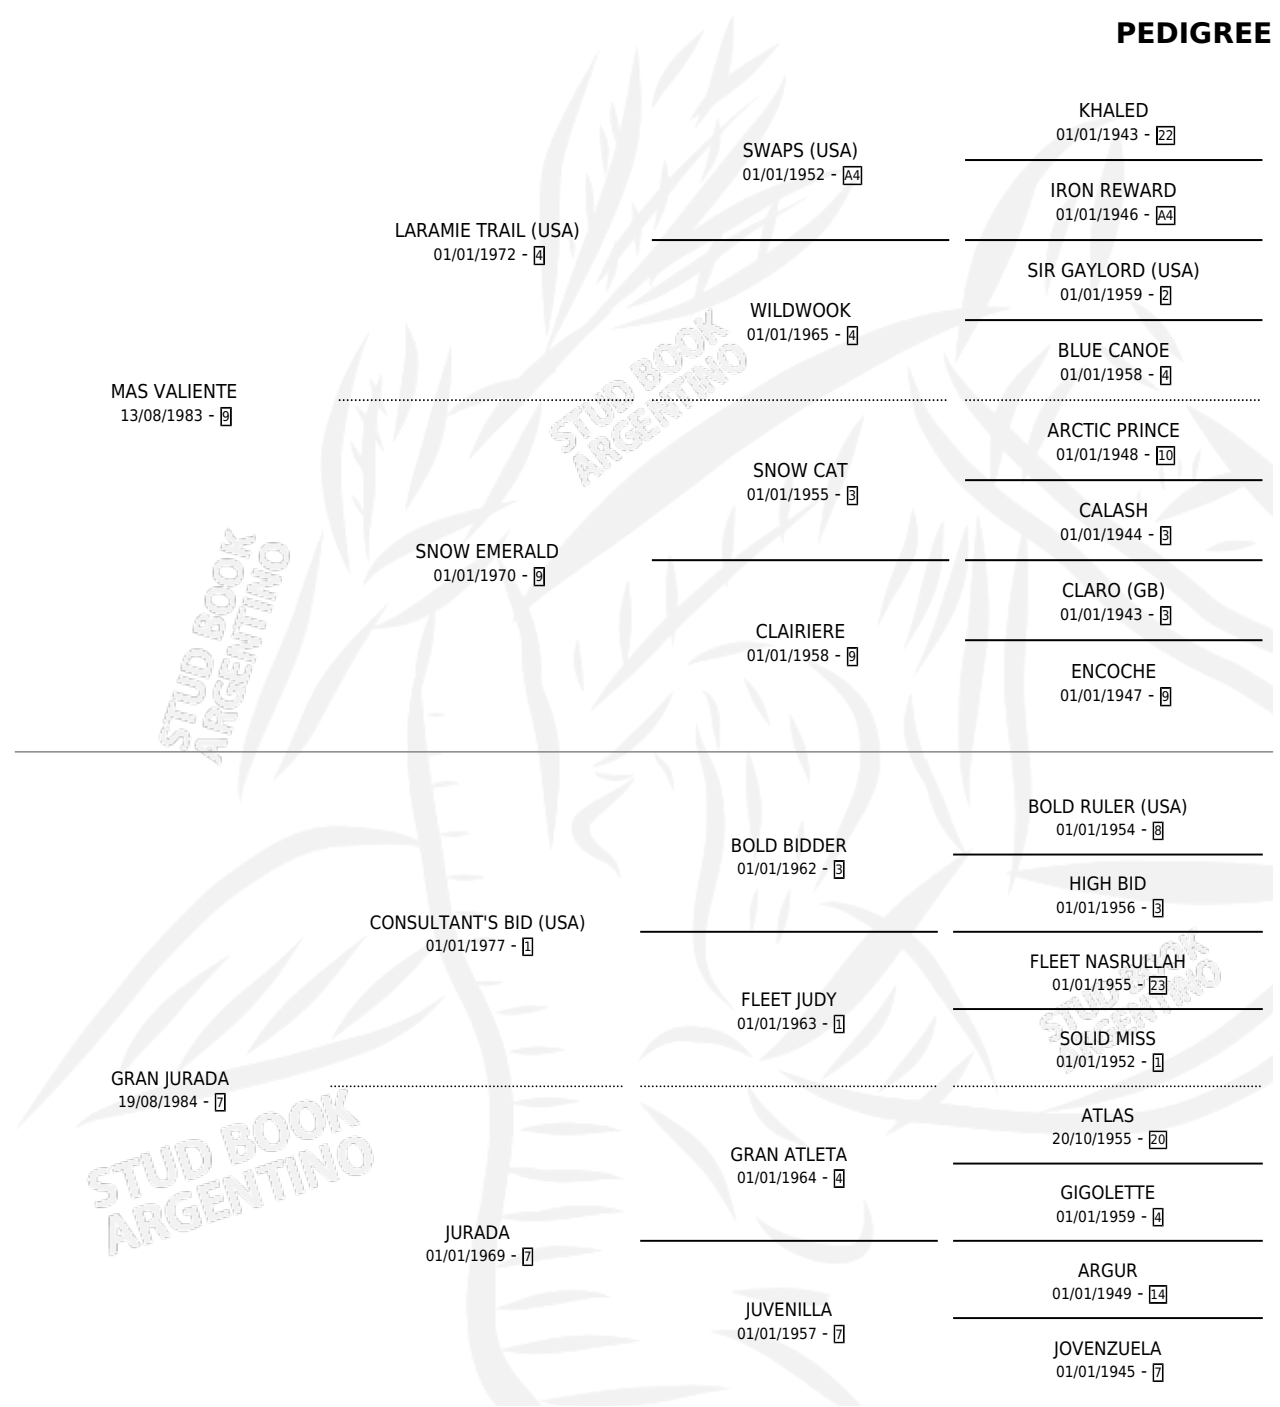 PEDIGREE
KHALED
01/01/1943 - 22
SWAPS (USA)
01/01/1952 - A4
IRON REWARD
01/01/1946 - A4
LARAMIE TRAIL (USA)
01/01/1972 - 4
SIR GAYLORD (USA)
01/01/1959 - 2
WILDWOOK
01/01/1965 - 4
BLUE CANOE
01/01/1958 - 4
MAS VALIENTE
13/08/1983 - 9
ARCTIC PRINCE
01/01/1948 - 10
SNOW CAT
01/01/1955 - 3
CALASH
01/01/1944 - 3
SNOW EMERALD
01/01/1970 - 9
CLARO (GB)
01/01/1943 - 3
CLAIRIERE
01/01/1958 - 9
ENCOCHE
01/01/1947 - 9
BOLD RULER (USA)
01/01/1954 - 8
BOLD BIDDER
01/01/1962 - 3
HIGH BID
01/01/1956 - 3
CONSULTANT'S BID (USA)
01/01/1977 - 1
FLEET NASRULLAH
01/01/1955 - 23
FLEET JUDY
01/01/1963 - 1
SOLID MISS
01/01/1952 - 1
GRAN JURADA
19/08/1984 - 7
ATLAS
20/10/1955 - 20
GRAN ATLETA
01/01/1964 - 4
GIGOLETTE
01/01/1959 - 4
JURADA
01/01/1969 - 7
ARGUR
01/01/1949 - 14
JUVENILLA
01/01/1957 - 7
JOVENZUELA
01/01/1945 - 7
STUD BOOK
ARGENTINO
STUD BOOK
ARGENTINO
STUD BOOK
ARGENTINO
STUD BOOK
ARGENTINO